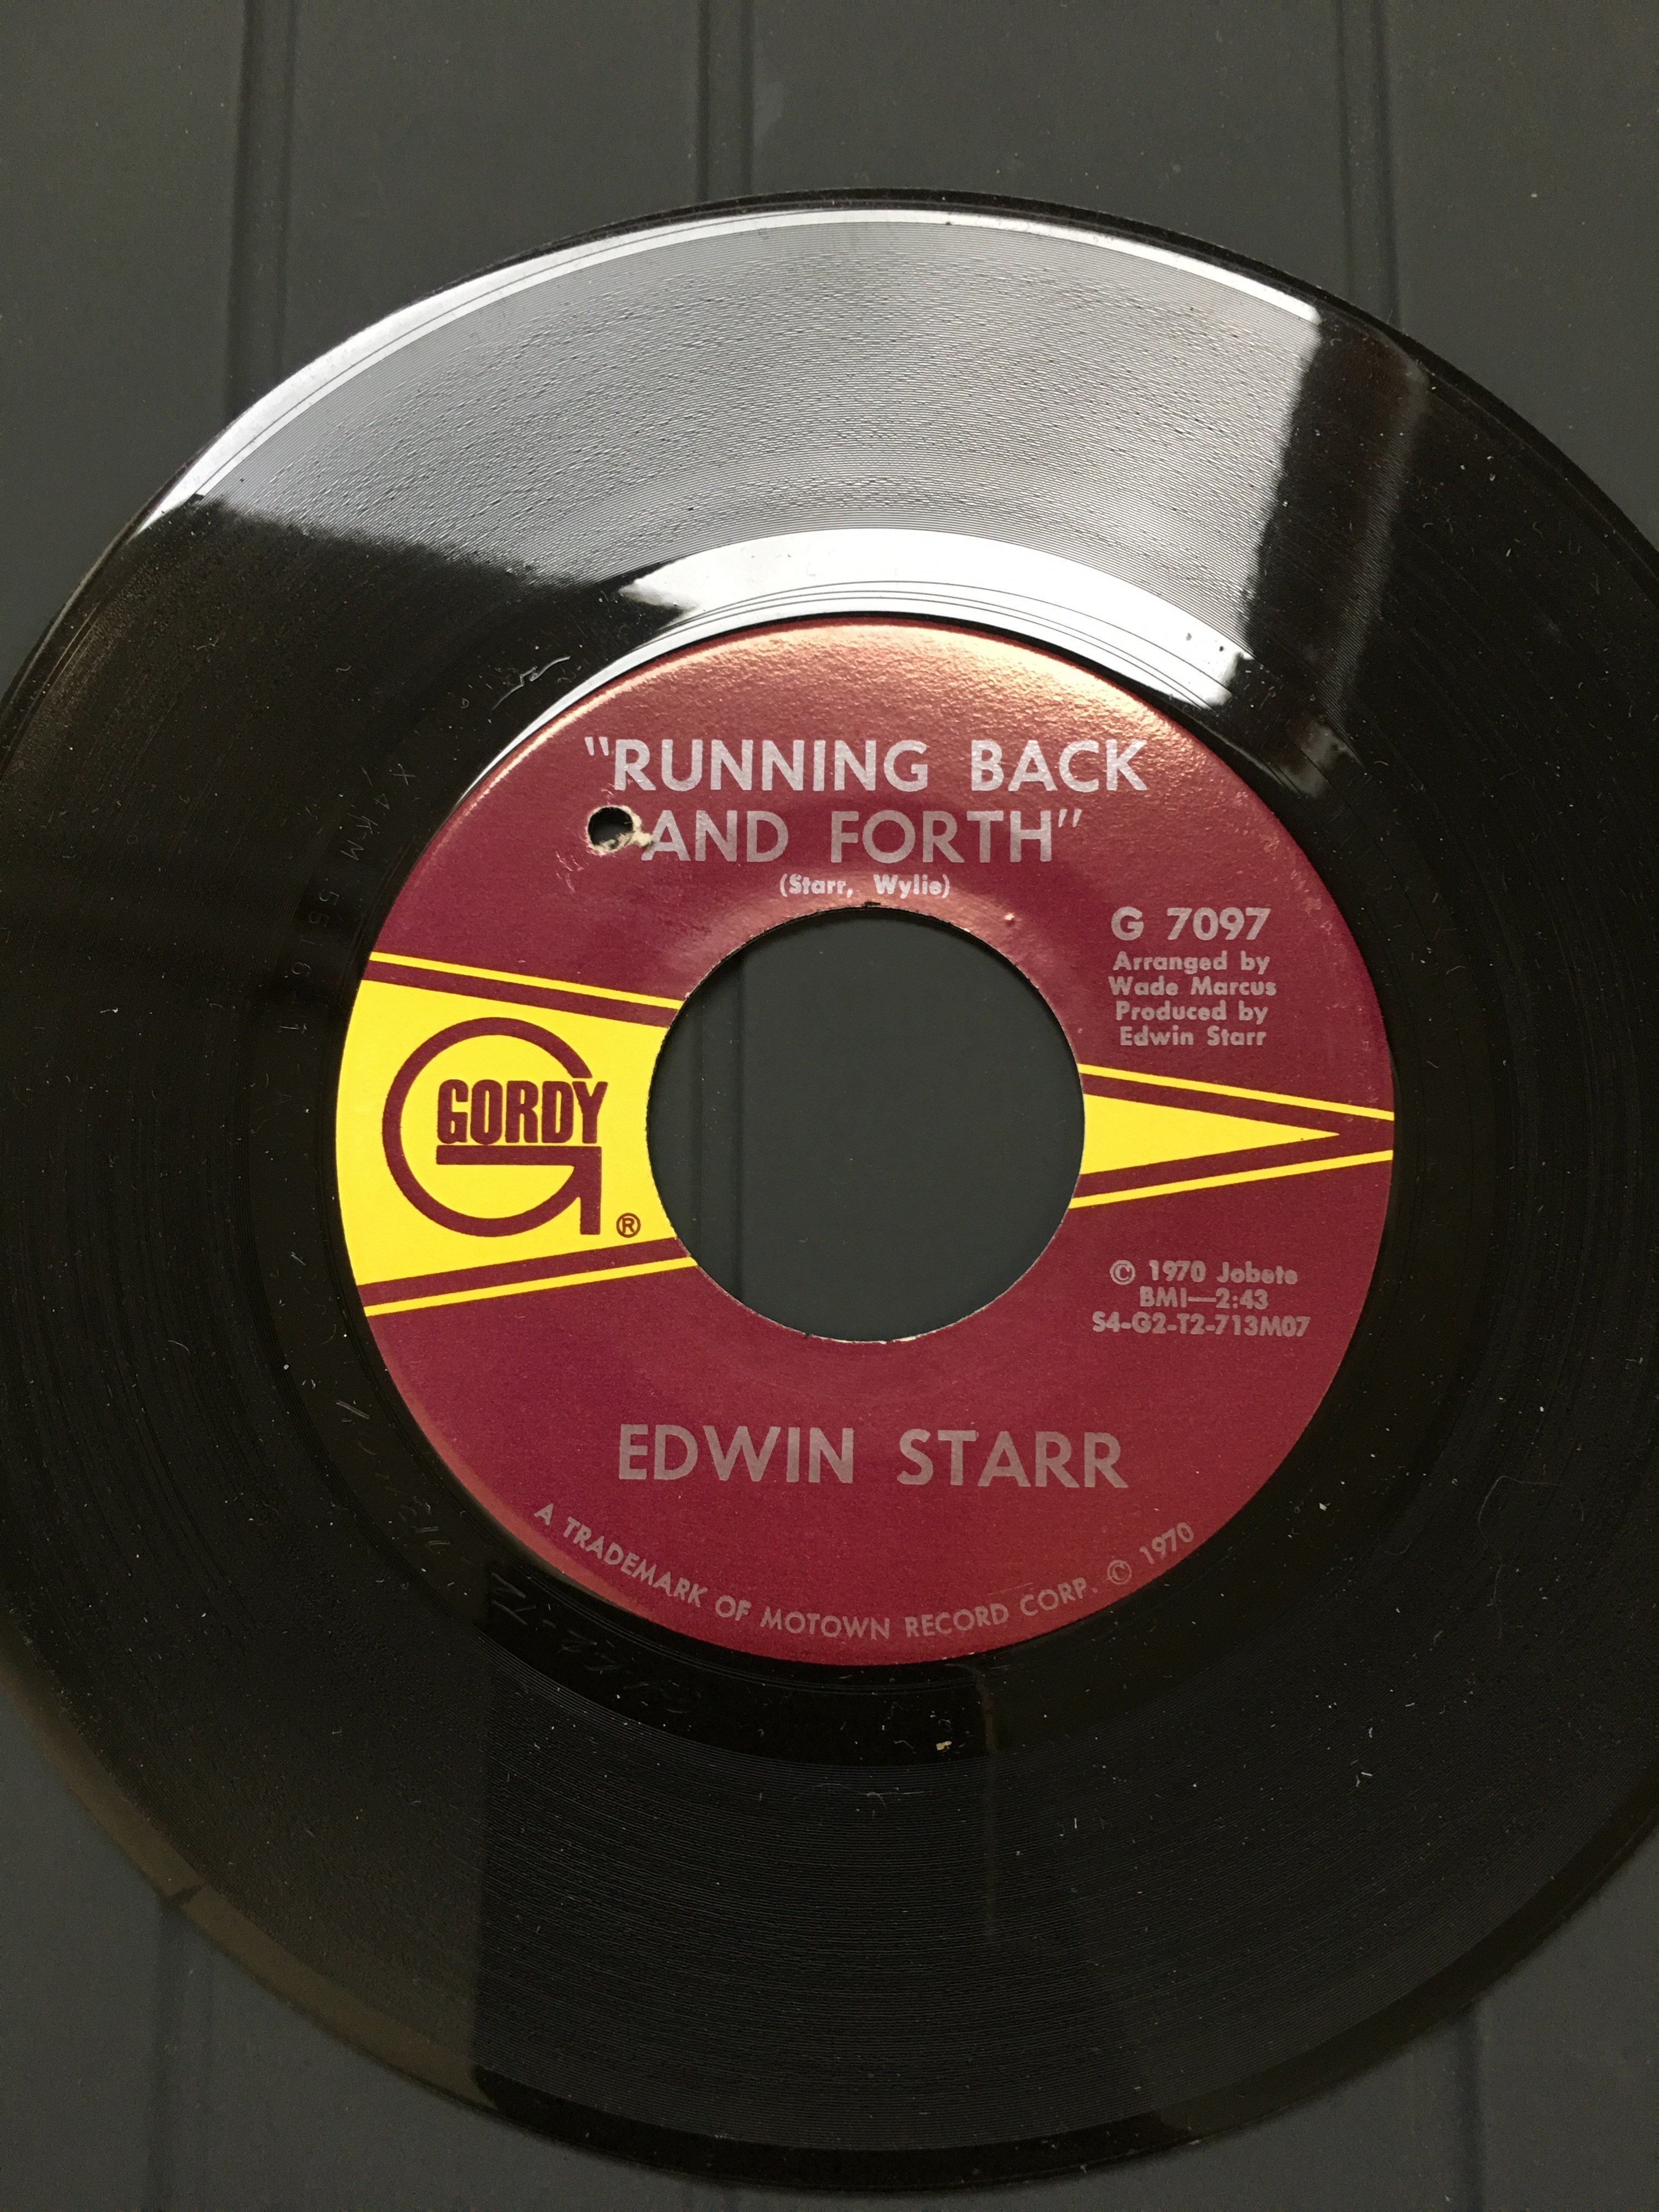 "RUNNING BACK
AND FORTH"
(Starr, Wylie)
G 7097
Arranged by
Wade Marcus
Produced by
Edwin Starr
GORDY
®
© 1970 Jobete
BMI—2:43
S4-G2-T2-713M07
EDWIN STARR
A TRADEMARK OF MOTOWN RECORD CORP. © 1970